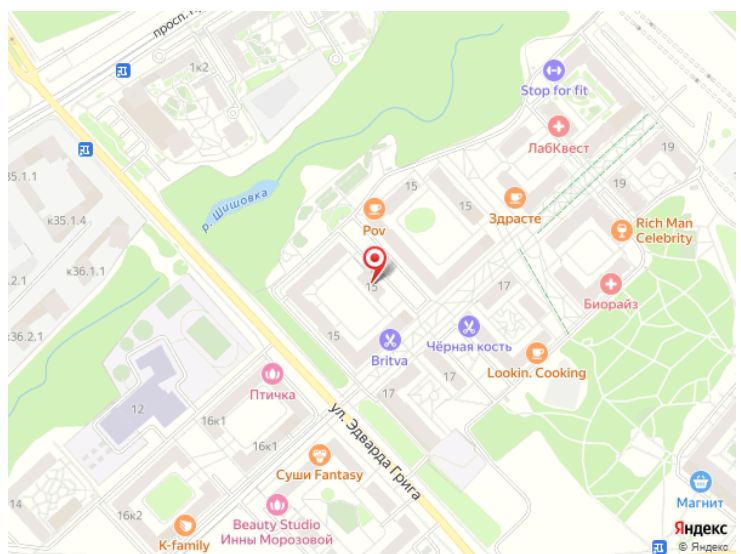 просп.
1к2
Stop for fit
ЛабКвест
35.1.1
к35.1.4
15
15
19
19
р. Шишовка
Pov
Здрасте
Rich Man
Celebrity
к36.1.1
2.1
15
17
Биорайз
к36.2.1
15
Britva
Чёрная кость
Lookin. Cooking
17
17
Птичка
12
16к1
ул. Эдварда Грига
16к1
Суши Fantasy
14
Магнит
16к2
K-family
Beauty Studio
Инны Морозовой
Яндекс
© Яндекс